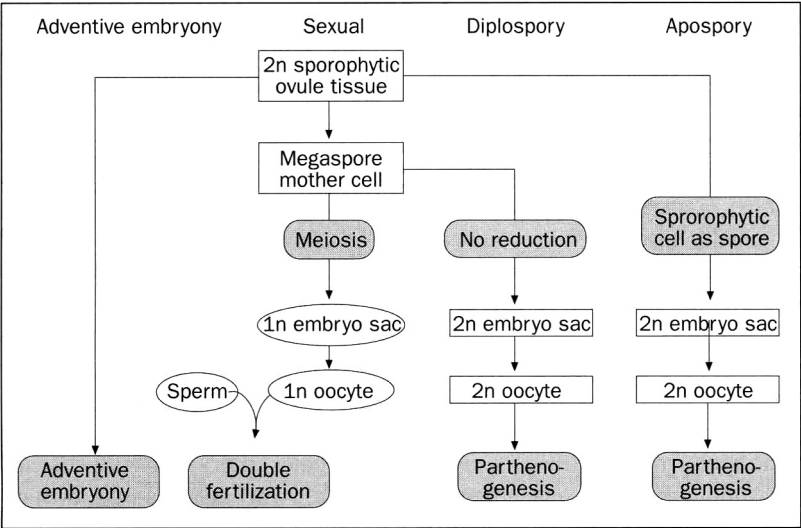 Adventive embryony Sexual Diplospory Apospory
2n sporophytic
ovule tissue
Megaspore
mother cell
Meiosis
No reduction
Sprorophytic
cell as spore
1n embryo sac
2n embryo sac
2n embryo sac
Sperm
1n oocyte
2n oocyte
2n oocyte
Adventive
embryony
Double
fertilization
Partheno-
genesis
Partheno-
genesis